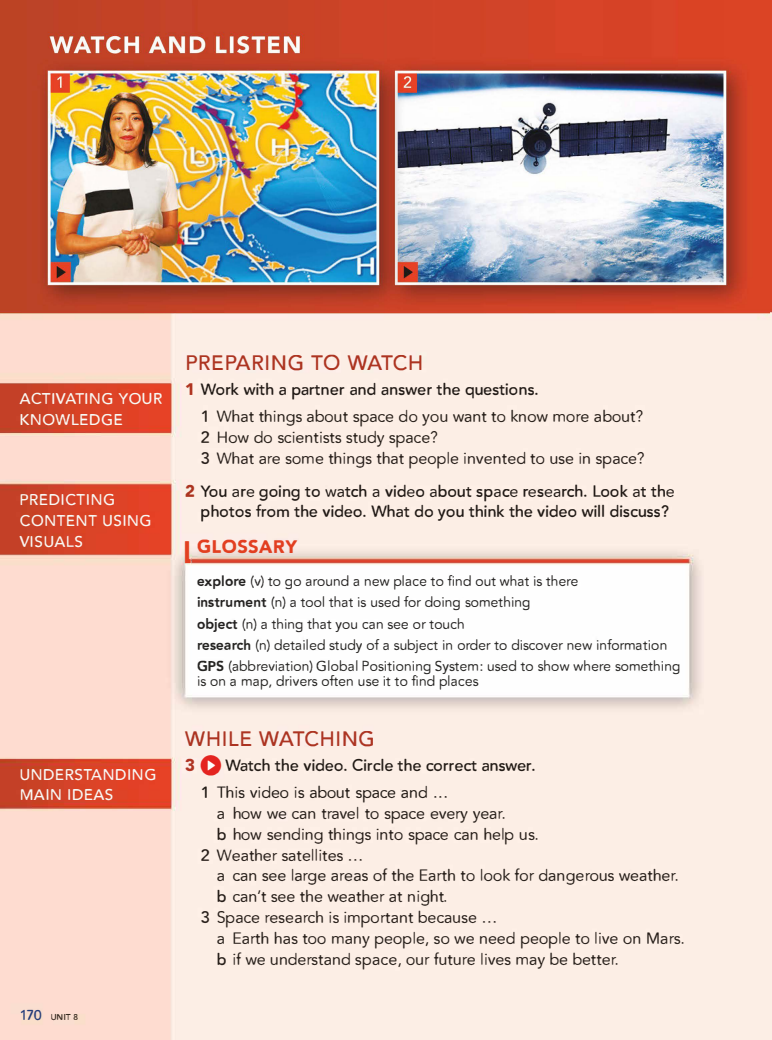 WATCH AND LISTEN
1
2
L
H
L
L
H
PREPARING TO WATCH
ACTIVATING YOUR
KNOWLEDGE
1 Work with a partner and answer the questions.
1 What things about space do you want to know more about?
2 How do scientists study space?
3 What are some things that people invented to use in space?
PREDICTING
CONTENT USING
VISUALS
2 You are going to watch a video about space research. Look at the
photos from the video. What do you think the video will discuss?
GLOSSARY
explore (v) to go around a new place to find out what is there
instrument (n) a tool that is used for doing something
object (n) a thing that you can see or touch
research (n) detailed study of a subject in order to discover new information
GPS (abbreviation) Global Positioning System: used to show where something
is on a map, drivers often use it to find places
WHILE WATCHING
UNDERSTANDING
MAIN IDEAS
3 Watch the video. Circle the correct answer.
1 This video is about space and …
a how we can travel to space every year.
b how sending things into space can help us.
2 Weather satellites …
a can see large areas of the Earth to look for dangerous weather.
b can't see the weather at night.
3 Space research is important because …
a Earth has too many people, so we need people to live on Mars.
b if we understand space, our future lives may be better.
170 UNIT 8